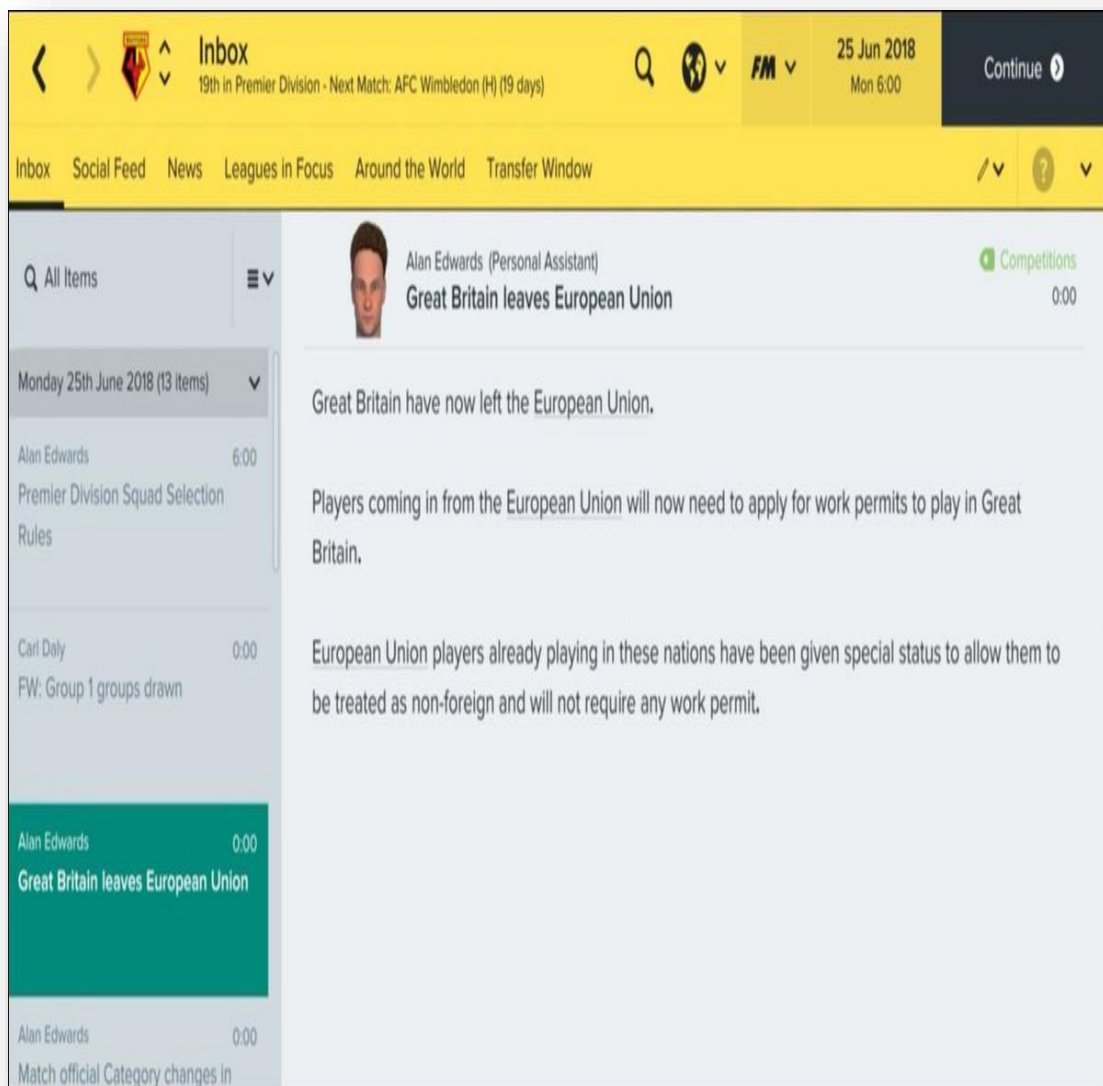 Inbox
19th in Premier Division - Next Match: AFC Wimbledon (H) (19 days)
FM
25 Jun 2018
Mon 6:00
Continue
Inbox Social Feed News Leagues in Focus Around the World Transfer Window
?
All Items
Monday 25th June 2018 (13 items)
Alan Edwards 6:00
Premier Division Squad Selection
Rules
Carl Daly 0:00
FW: Group 1 groups drawn
Alan Edwards 0:00
Great Britain leaves European Union
Alan Edwards 0:00
Match official Category changes in
Alan Edwards (Personal Assistant)
Great Britain leaves European Union
Competitions
0:00
Great Britain have now left the European Union.
Players coming in from the European Union will now need to apply for work permits to play in Great
Britain.
European Union players already playing in these nations have been given special status to allow them to
be treated as non-foreign and will not require any work permit.